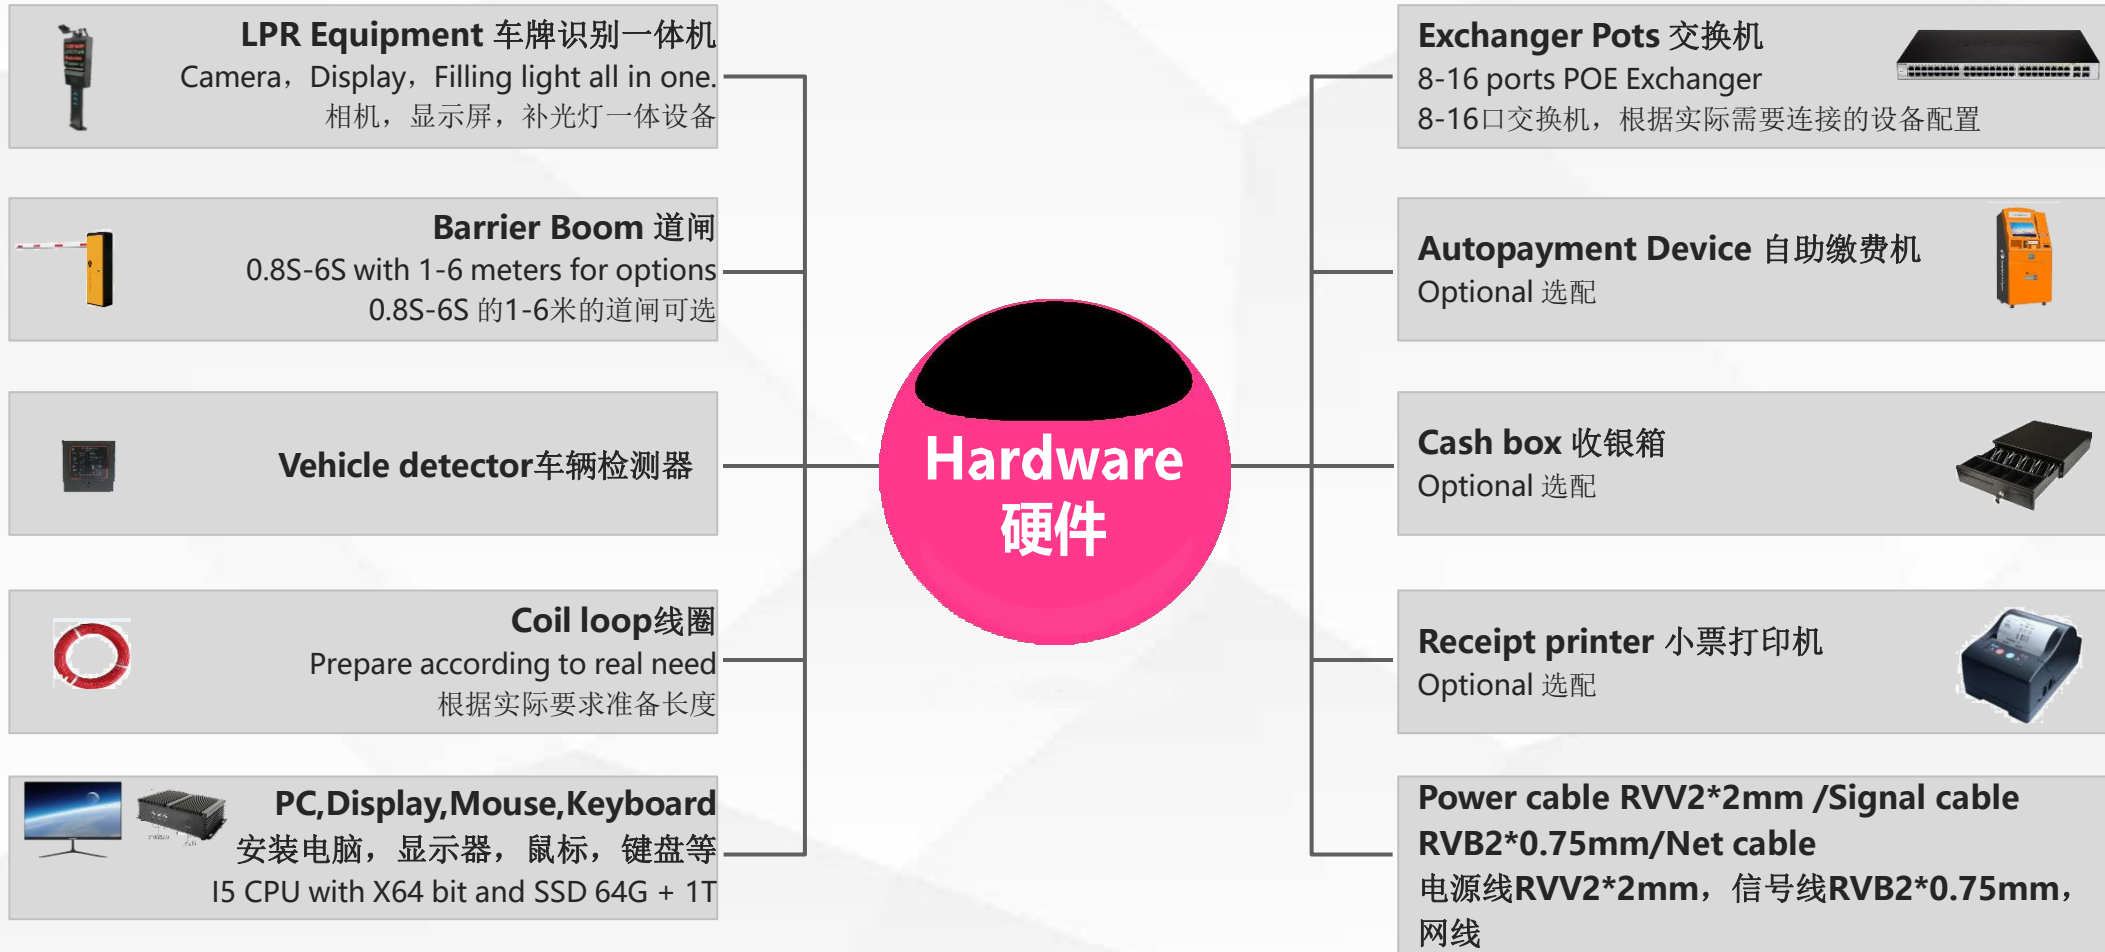 LPR Equipment 车牌识别一体机
Camera，Display，Filling light all in one.
相机，显示屏，补光灯一体设备
Barrier Boom 道闸
0.8S-6S with 1-6 meters for options
0.8S-6S 的1-6米的道闸可选
Vehicle detector车辆检测器
Coil loop线圈
Prepare according to real need
根据实际要求准备长度
PC,Display,Mouse,Keyboard
安装电脑，显示器，鼠标，键盘等
I5 CPU with X64 bit and SSD 64G + 1T
Hardware
硬件
Exchanger Pots 交换机
8-16 ports POE Exchanger
8-16口交换机，根据实际需要连接的设备配置
Autopayment Device 自助缴费机
Optional 选配
Cash box 收银箱
Optional 选配
Receipt printer 小票打印机
Optional 选配
Power cable RVV2*2mm /Signal cable
RVB2*0.75mm/Net cable
电源线RVV2*2mm，信号线RVB2*0.75mm，
网线